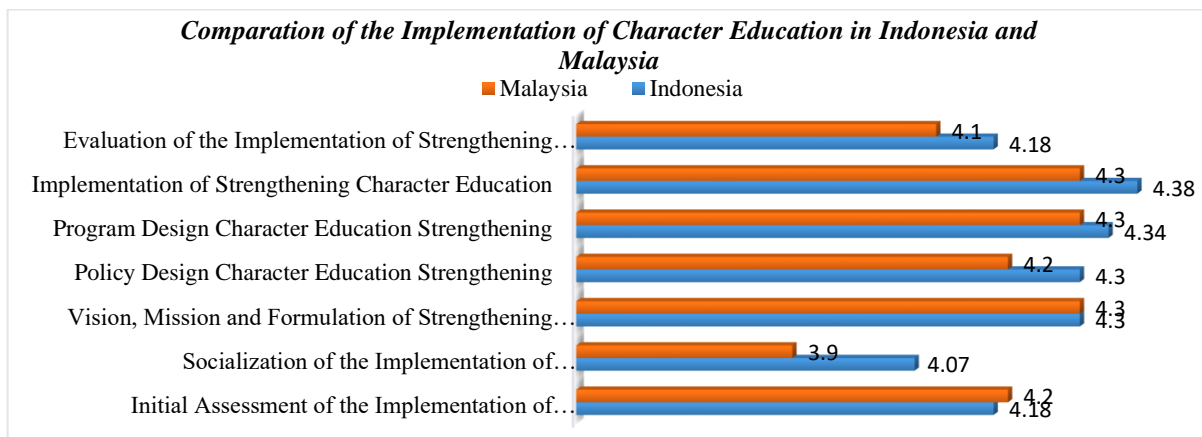 Comparation of the Implementation of Character Education in Indonesia and
Malaysia
Malaysia Indonesia
Evaluation of the Implementation of Strengthening…
4.1
4.18
Implementation of Strengthening Character Education
4.3
4.38
Program Design Character Education Strengthening
4.3
4.34
Policy Design Character Education Strengthening
4.2
4.3
Vision, Mission and Formulation of Strengthening…
4.3
4.3
Socialization of the Implementation of…
3.9
4.07
Initial Assessment of the Implementation of…
4.2
4.18